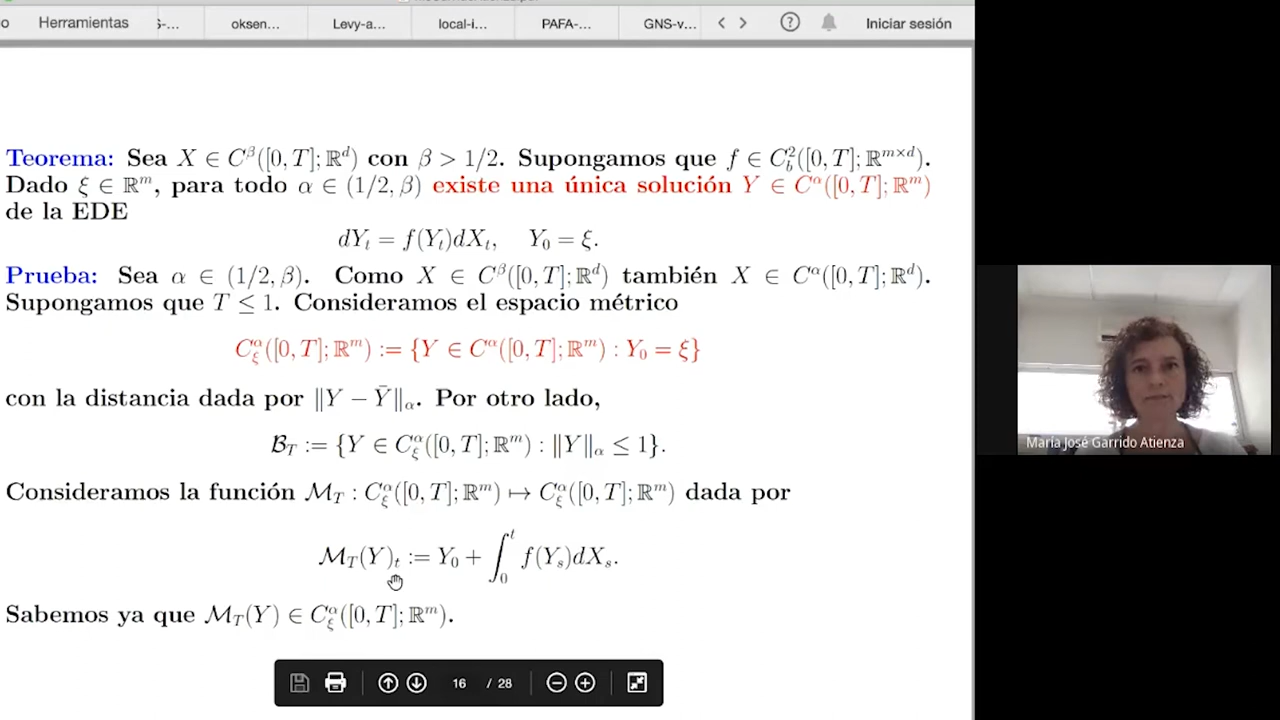 Herramientas oksen... Levy-a... local-i... PAFA-... GNS-v... Iniciar sesión
Teorema: Sea X ∈ C^β([0, T]; ℝ^d) con β > 1/2. Supongamos que f ∈ C_b^2([0, T]; ℝ^{m×d}).
Dado ξ ∈ ℝ^m, para todo α ∈ (1/2, β) existe una única solución Y ∈ C^α([0, T]; ℝ^m)
de la EDE
dY_t = f(Y_t)dX_t, Y_0 = ξ.
Prueba: Sea α ∈ (1/2, β). Como X ∈ C^β([0, T]; ℝ^d) también X ∈ C^α([0, T]; ℝ^d).
Supongamos que T ≤ 1. Consideramos el espacio métrico
C_ξ^α([0, T]; ℝ^m) := {Y ∈ C^α([0, T]; ℝ^m) : Y_0 = ξ}
con la distancia dada por ‖Y − Ȳ‖_α. Por otro lado,
𝓑_T := {Y ∈ C_ξ^α([0, T]; ℝ^m) : ‖Y‖_α ≤ 1}.
Consideramos la función 𝓜_T : C_ξ^α([0, T]; ℝ^m) ↦ C_ξ^α([0, T]; ℝ^m) dada por
𝓜_T(Y)_t := Y_0 + ∫_0^t f(Y_s)dX_s.
Sabemos ya que 𝓜_T(Y) ∈ C_ξ^α([0, T]; ℝ^m).
16 / 28
María José Garrido Atienza